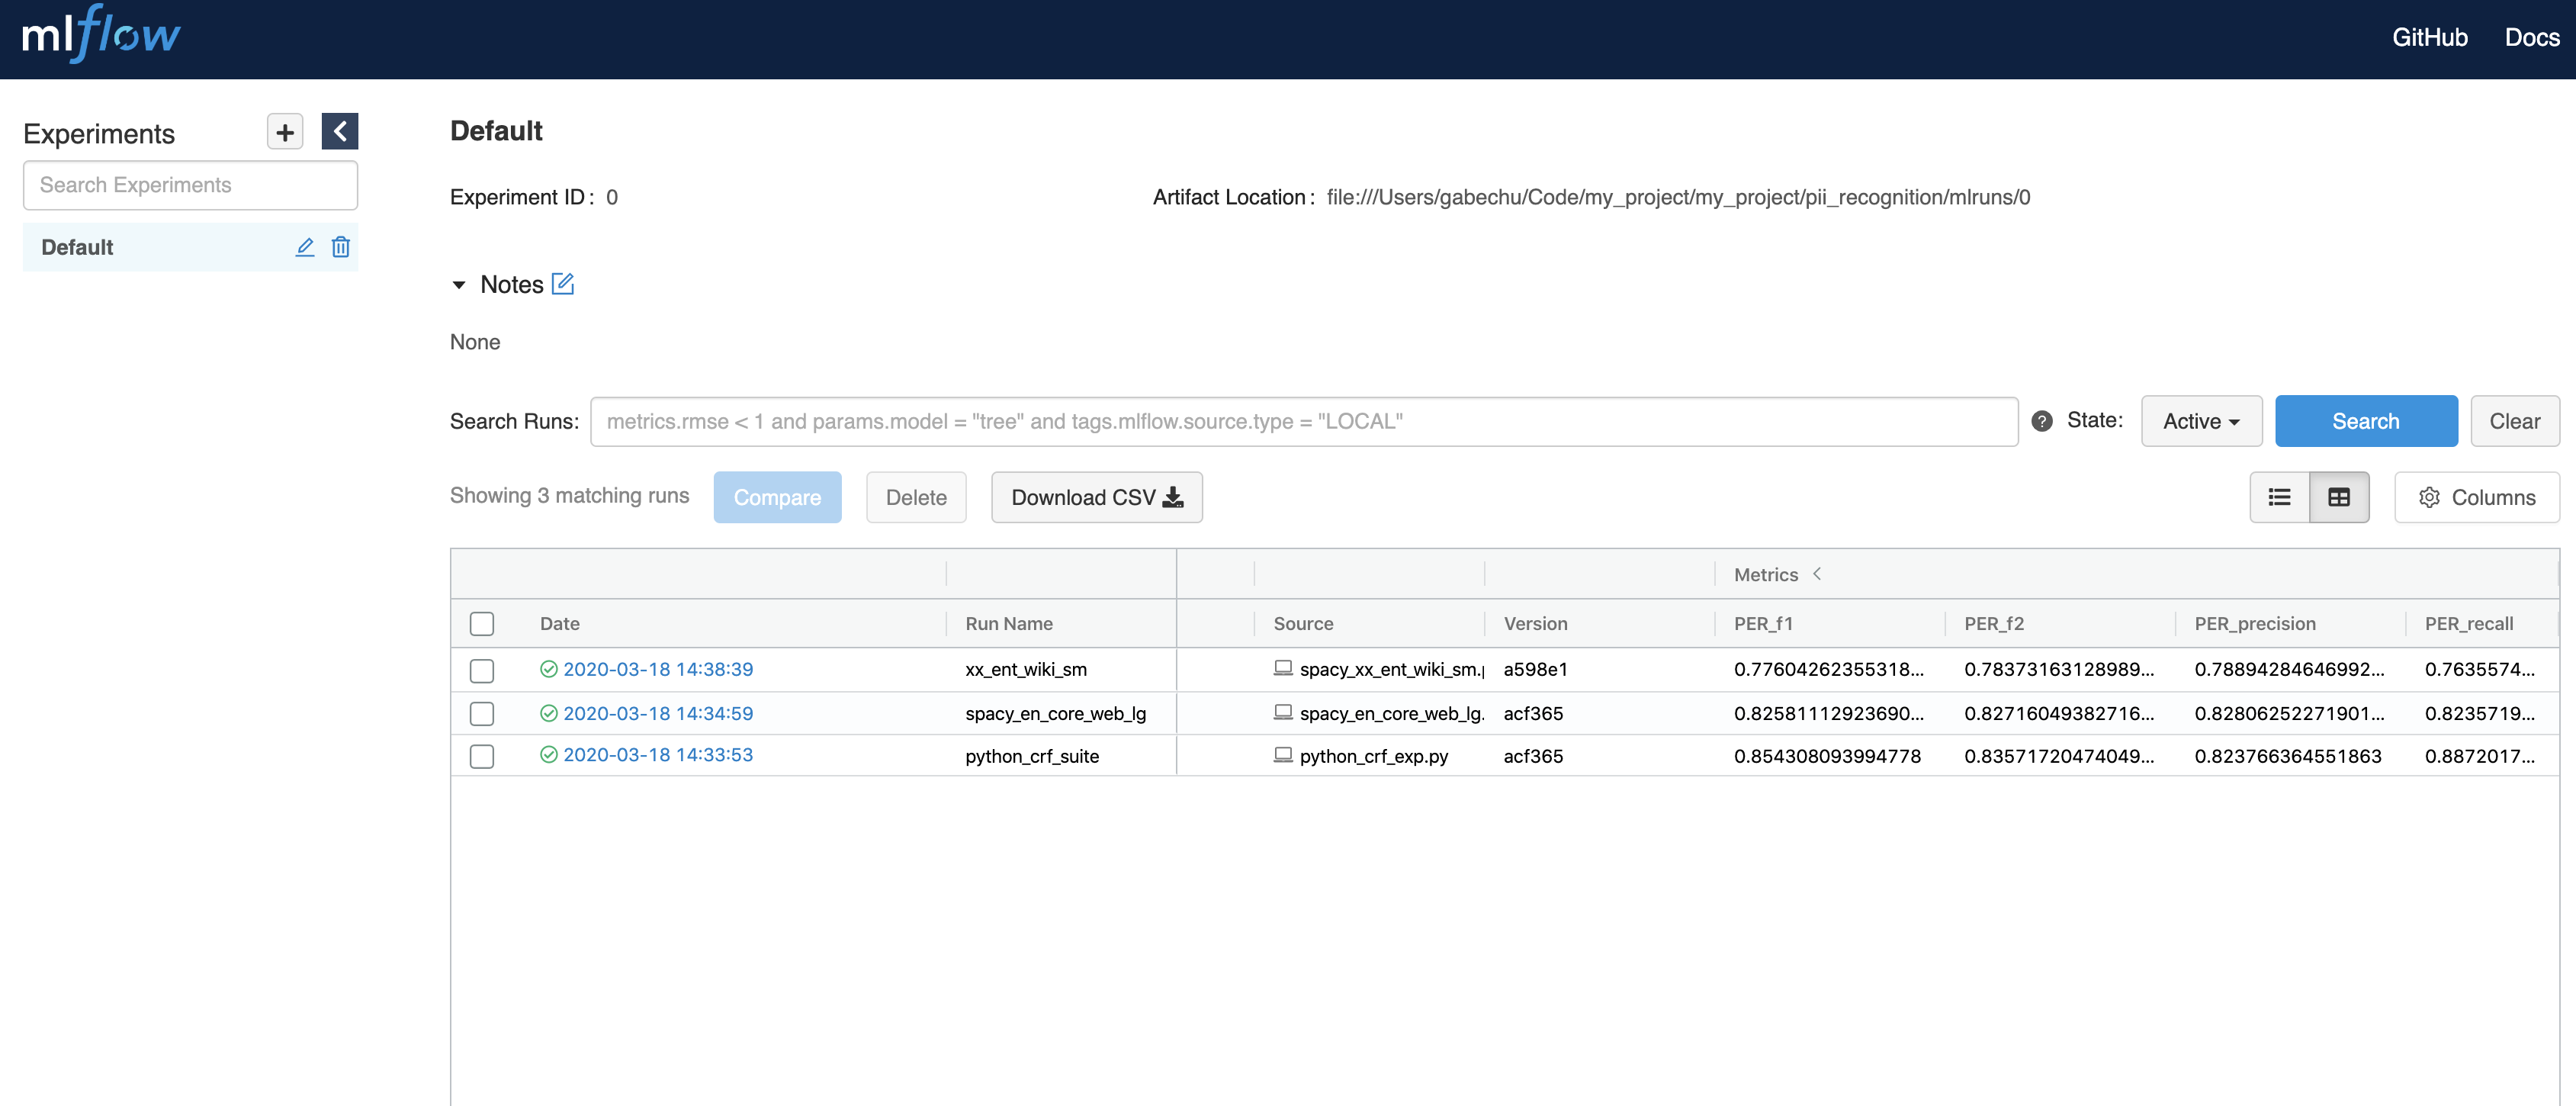 mlflow
GitHub Docs
Experiments
Search Experiments
Default
Default
Experiment ID: 0 Artifact Location: file:///Users/gabechu/Code/my_project/my_project/pii_recognition/mlruns/0
Notes
None
Search Runs: metrics.rmse < 1 and params.model = "tree" and tags.mlflow.source.type = "LOCAL" ? State: Active Search Clear
Showing 3 matching runs Compare Delete Download CSV Columns
Metrics <
Date Run Name Source Version PER_f1 PER_f2 PER_precision PER_recall
2020-03-18 14:38:39 xx_ent_wiki_sm spacy_xx_ent_wiki_sm. a598e1 0.77604262355318... 0.78373163128989... 0.78894284646992... 0.7635574...
2020-03-18 14:34:59 spacy_en_core_web_lg spacy_en_core_web_lg. acf365 0.82581112923690... 0.82716049382716... 0.82806252271901... 0.8235719...
2020-03-18 14:33:53 python_crf_suite python_crf_exp.py acf365 0.854308093994778 0.83571720474049... 0.823766364551863 0.8872017...